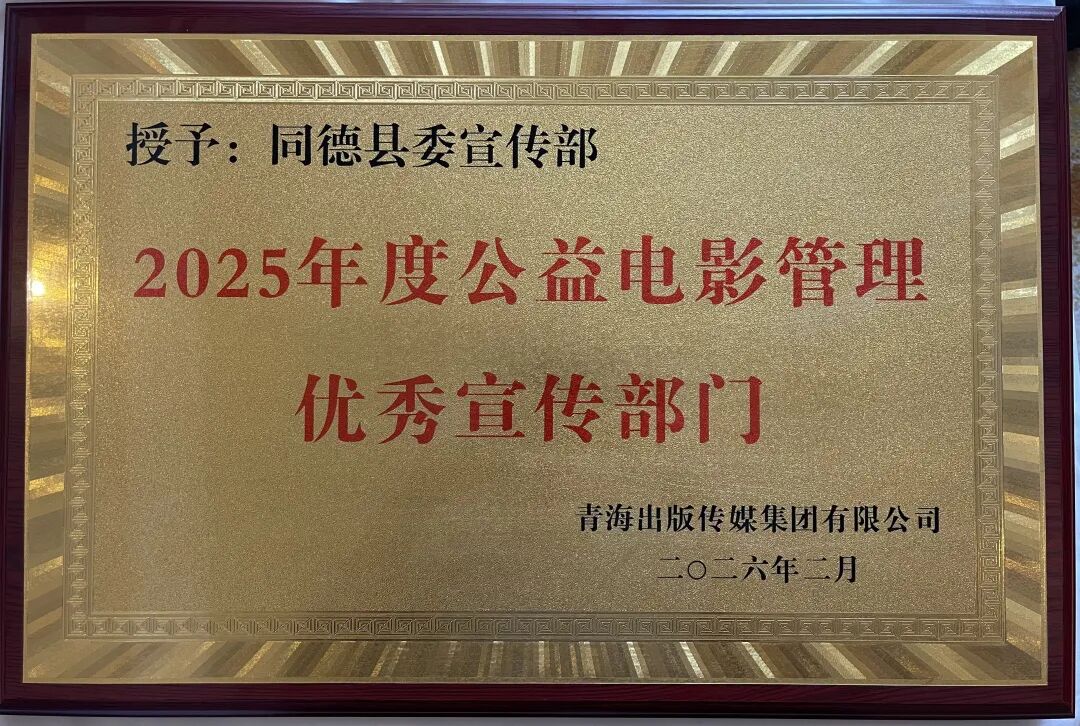 授予：同德县委宣传部
2025年度公益电影管理
优秀宣传部门
青海出版传媒集团有限公司
二〇二六年二月